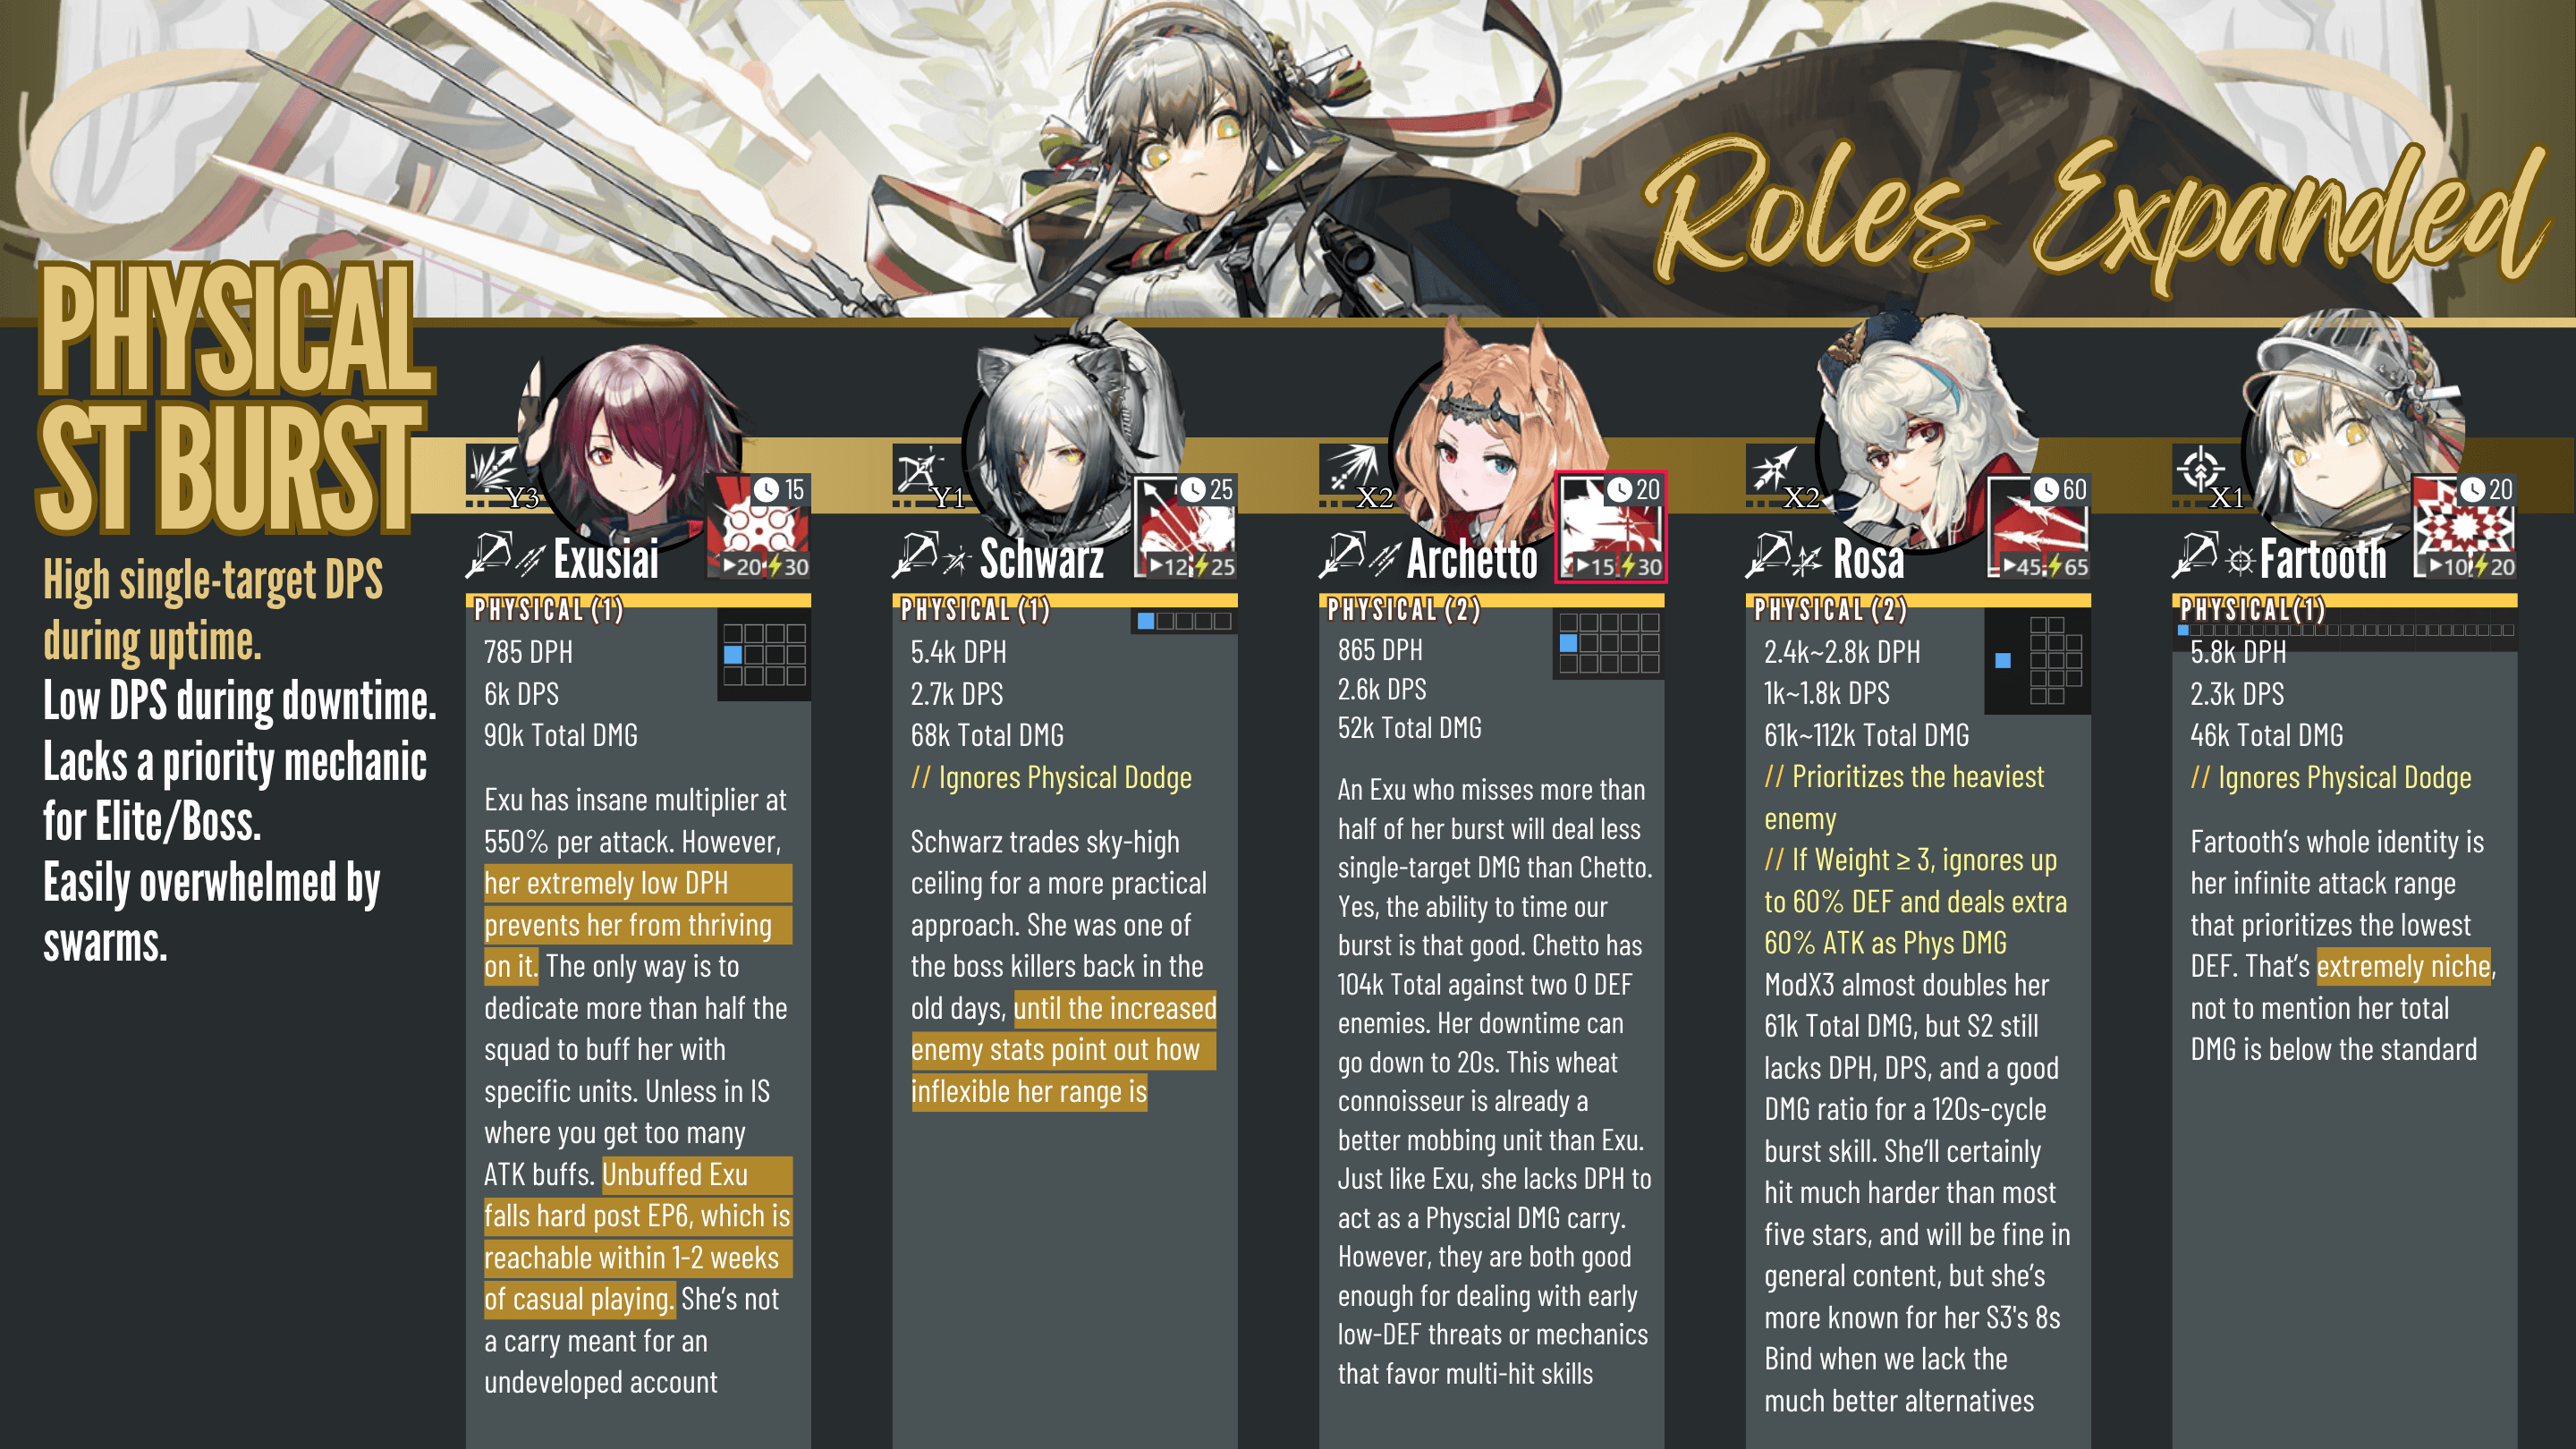 Roles Expanded
PHYSICAL
ST BURST
High single-target DPS
during uptime.
Low DPS during downtime.
Lacks a priority mechanic
for Elite/Boss.
Easily overwhelmed by
swarms.
Y3
15
▶20⚡30
Exusiai
PHYSICAL (1)
785 DPH
6k DPS
90k Total DMG
Exu has insane multiplier at
550% per attack. However,
her extremely low DPH
prevents her from thriving
on it. The only way is to
dedicate more than half the
squad to buff her with
specific units. Unless in IS
where you get too many
ATK buffs. Unbuffed Exu
falls hard post EP6, which is
reachable within 1-2 weeks
of casual playing. She's not
a carry meant for an
undeveloped account
Y1
25
▶12⚡25
Schwarz
PHYSICAL (1)
5.4k DPH
2.7k DPS
68k Total DMG
// Ignores Physical Dodge
Schwarz trades sky-high
ceiling for a more practical
approach. She was one of
the boss killers back in the
old days, until the increased
enemy stats point out how
inflexible her range is
X2
20
▶15⚡30
Archetto
PHYSICAL (2)
865 DPH
2.6k DPS
52k Total DMG
An Exu who misses more than
half of her burst will deal less
single-target DMG than Chetto.
Yes, the ability to time our
burst is that good. Chetto has
104k Total against two 0 DEF
enemies. Her downtime can
go down to 20s. This wheat
connoisseur is already a
better mobbing unit than Exu.
Just like Exu, she lacks DPH to
act as a Physcial DMG carry.
However, they are both good
enough for dealing with early
low-DEF threats or mechanics
that favor multi-hit skills
X2
60
▶45⚡65
Rosa
PHYSICAL (2)
2.4k~2.8k DPH
1k~1.8k DPS
61k~112k Total DMG
// Prioritizes the heaviest
enemy
// If Weight ≥ 3, ignores up
to 60% DEF and deals extra
60% ATK as Phys DMG
ModX3 almost doubles her
61k Total DMG, but S2 still
lacks DPH, DPS, and a good
DMG ratio for a 120s-cycle
burst skill. She'll certainly
hit much harder than most
five stars, and will be fine in
general content, but she's
more known for her S3's 8s
Bind when we lack the
much better alternatives
X1
20
▶10⚡20
Fartooth
PHYSICAL (1)
5.8k DPH
2.3k DPS
46k Total DMG
// Ignores Physical Dodge
Fartooth's whole identity is
her infinite attack range
that prioritizes the lowest
DEF. That's extremely niche,
not to mention her total
DMG is below the standard